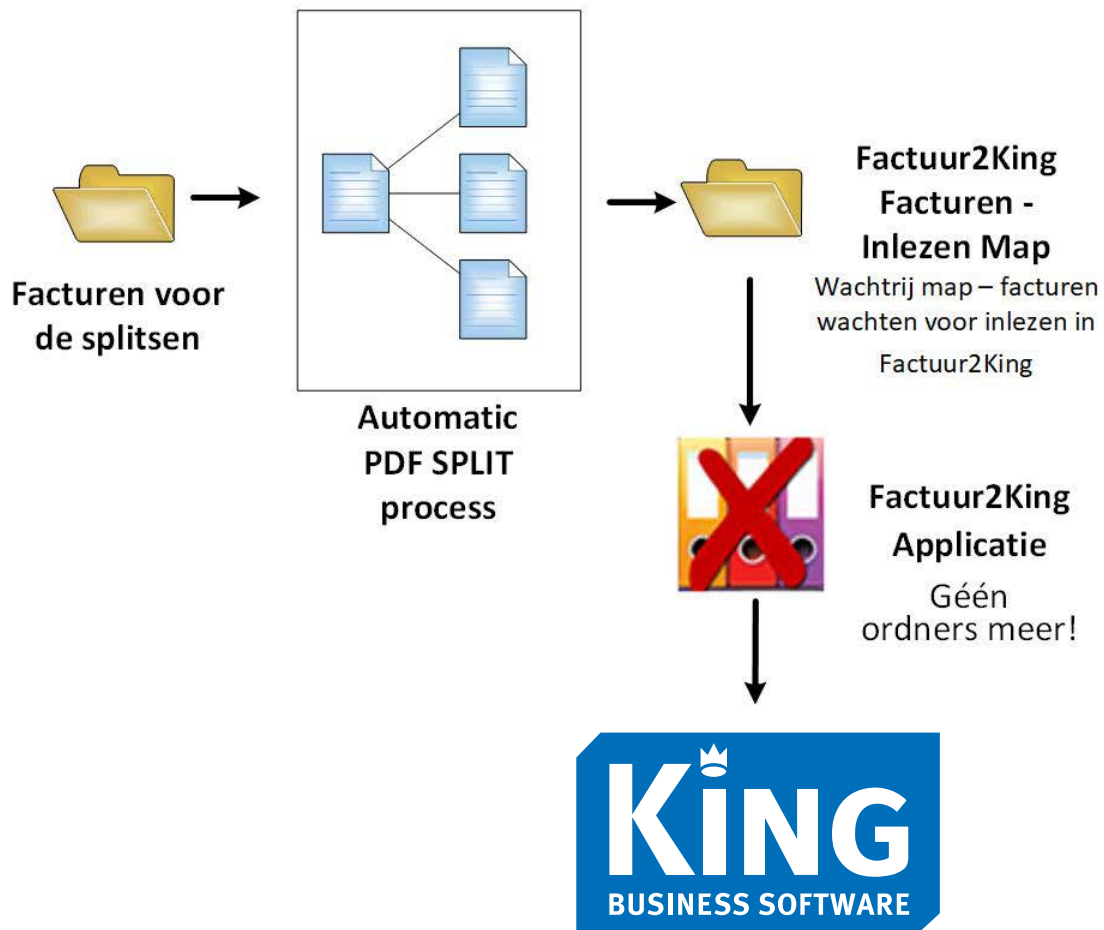 Facturen voor
de splitsen
Automatic
PDF SPLIT
process
Factuur2King
Facturen -
Inlezen Map
Wachtrij map – facturen
wachten voor inlezen in
Factuur2King
Factuur2King
Applicatie
Géén
ordners meer!
KiNG
BUSINESS SOFTWARE